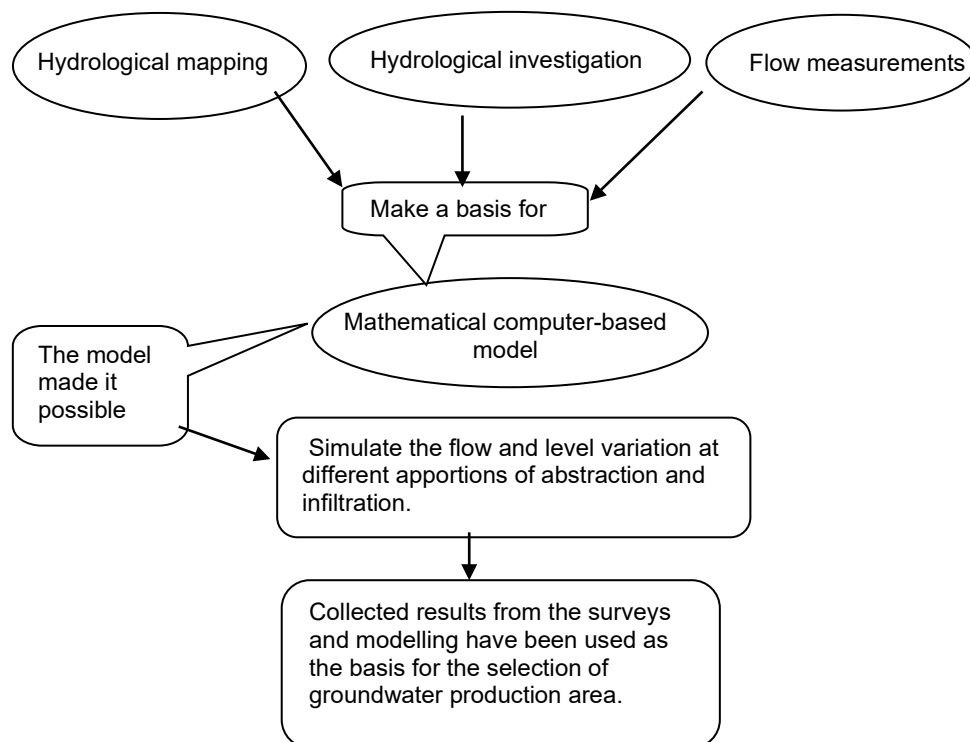 Hydrological mapping
Hydrological investigation
Flow measurements
Make a basis for
Mathematical computer-based
model
The model
made it
possible
Simulate the flow and level variation at
different apportions of abstraction and
infiltration.
Collected results from the surveys
and modelling have been used as
the basis for the selection of
groundwater production area.